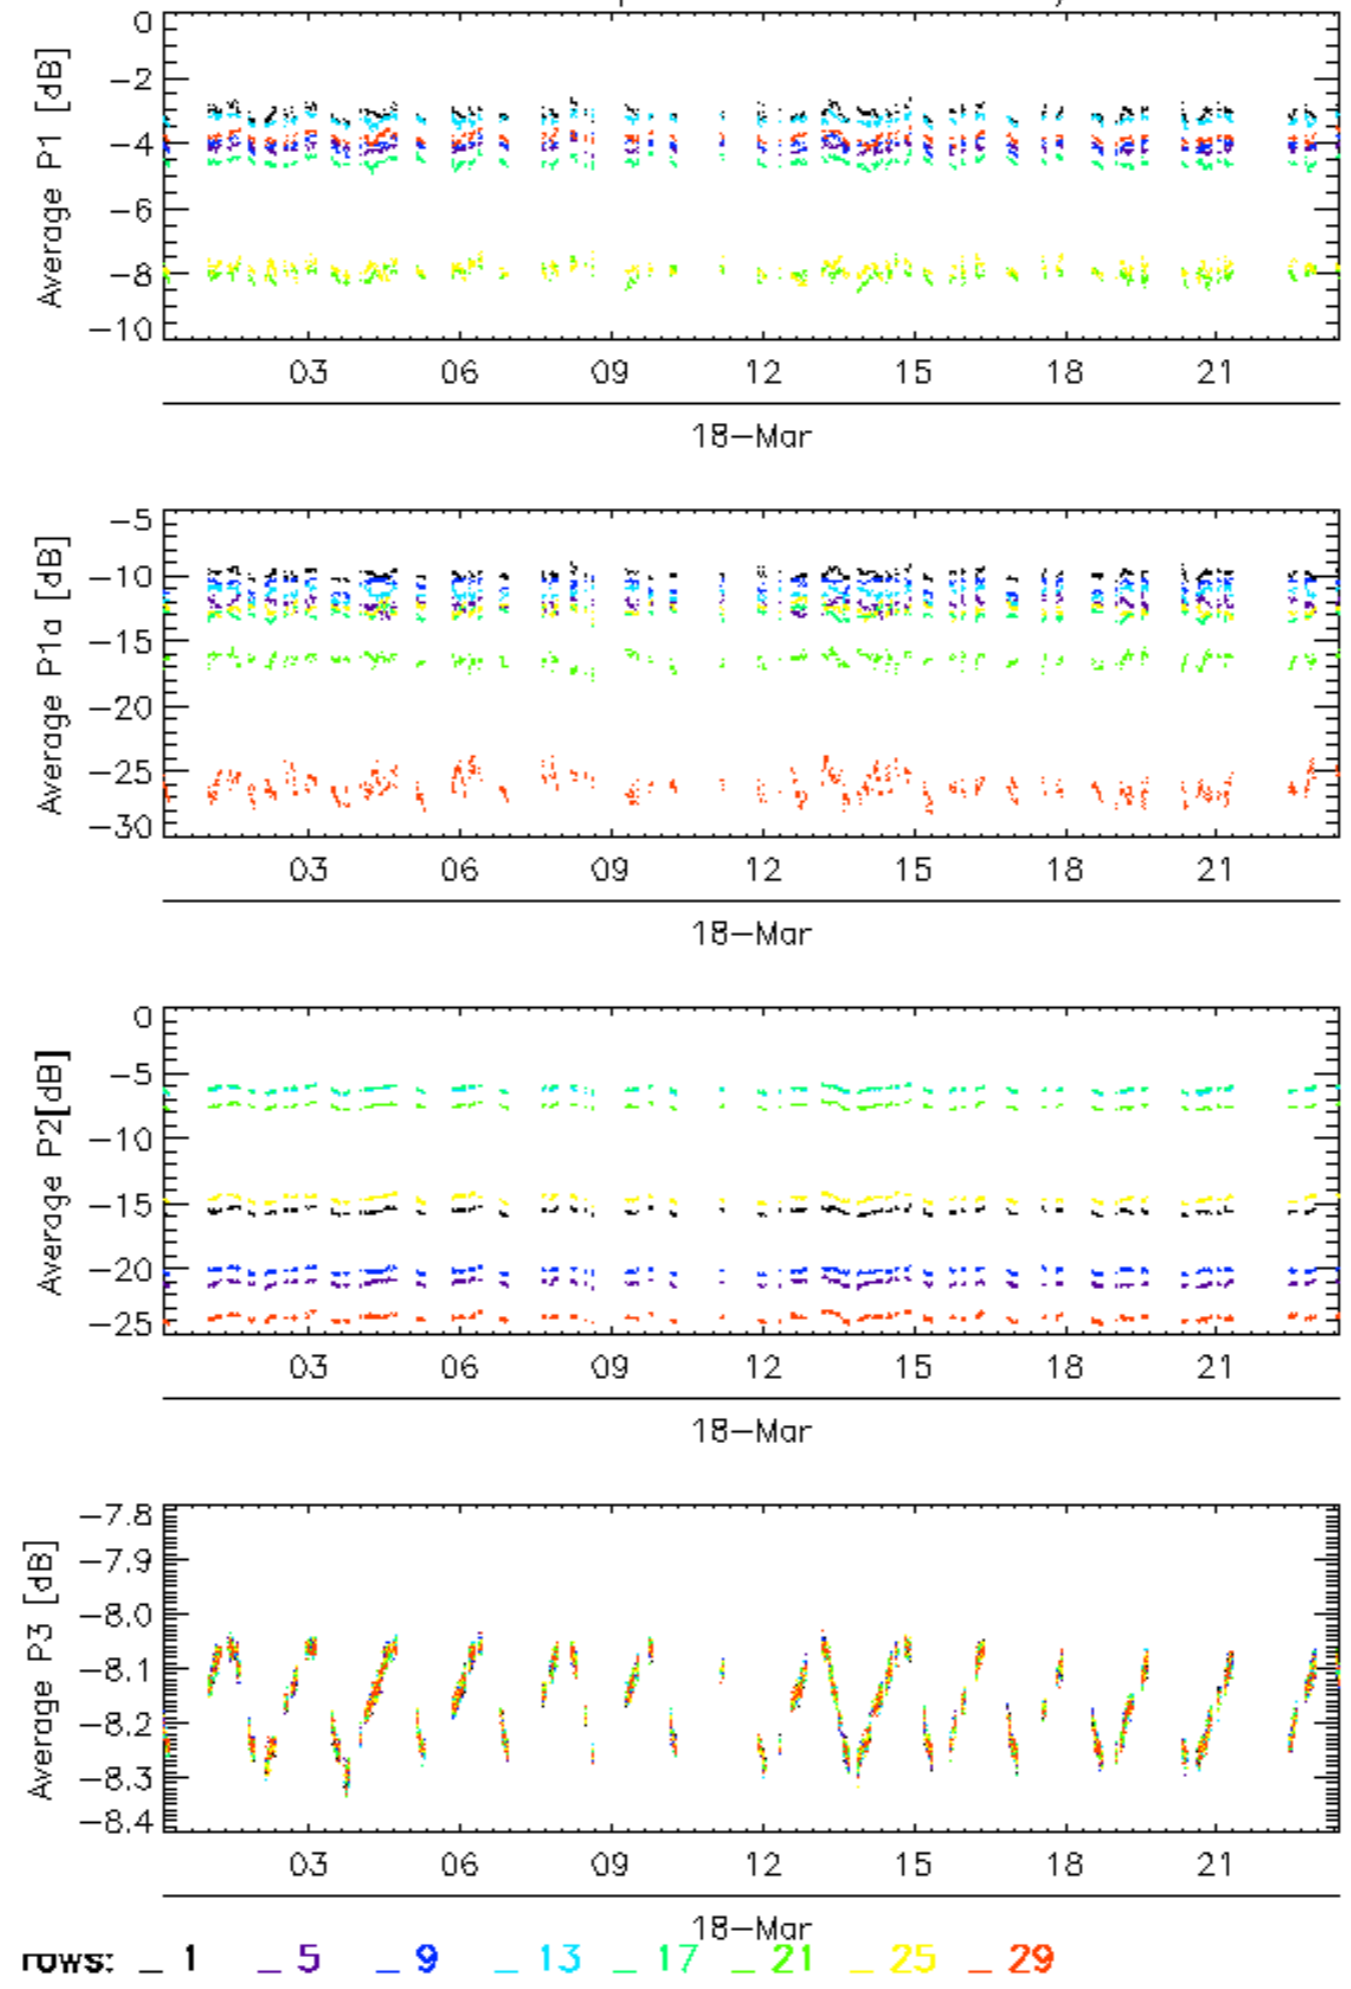 0
−2
−4
−6
−8
−10
Average P1 [dB]
03 06 09 12 15 18 21
18−Mar
−5
−10
−15
−20
−25
−30
Average P1a [dB]
03 06 09 12 15 18 21
18−Mar
0
−5
−10
−15
−20
−25
Average P2[dB]
03 06 09 12 15 18 21
18−Mar
−7.8
−7.9
−8.0
−8.1
−8.2
−8.3
−8.4
Average P3 [dB]
03 06 09 12 15 18 21
18−Mar
rows: _ 1 _ 5 _ 9 _ 13 _ 17 _ 21 _ 25 _ 29